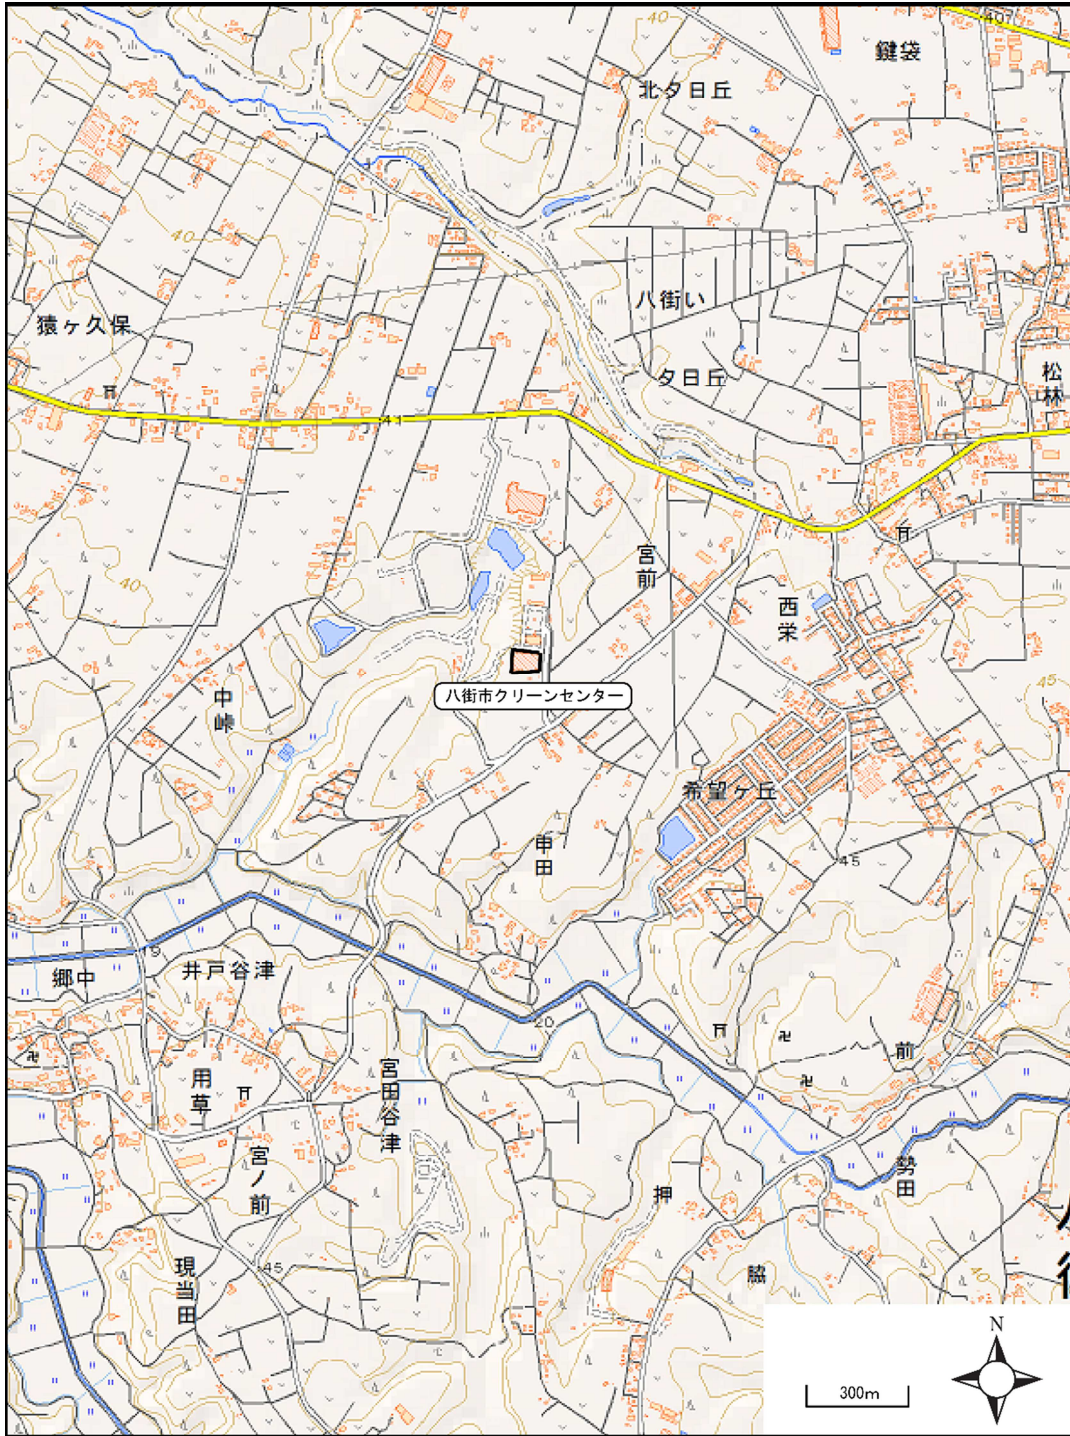 40
407
鍵袋
北夕日丘
40
八街い
猿ヶ久保
夕日丘
松林
41
宮前
40
西栄
45
八街市クリーンセンター
中峠
希望ヶ丘
申田
45
19
郷中
井戸谷津
20
前
宮田谷津
用草
宮ノ前
勢田
押
現当田
45
脇
40
N
300m